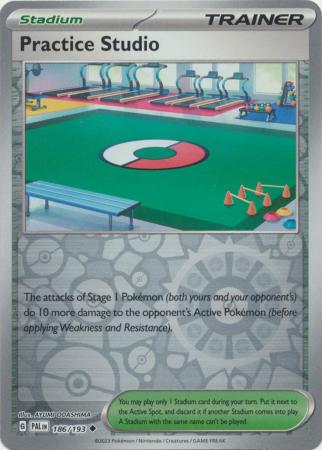 Stadium TRAINER
Practice Studio
The attacks of Stage 1 Pokémon (both yours and your opponent's)
do 10 more damage to the opponent's Active Pokémon (before
applying Weakness and Resistance).
Illus. AYUMI ODASHIMA
G PAL EN 186/193 ◆
You may play only 1 Stadium card during your turn. Put it next to
the Active Spot, and discard it if another Stadium comes into play.
A Stadium with the same name can't be played.
©2023 Pokémon / Nintendo / Creatures / GAME FREAK